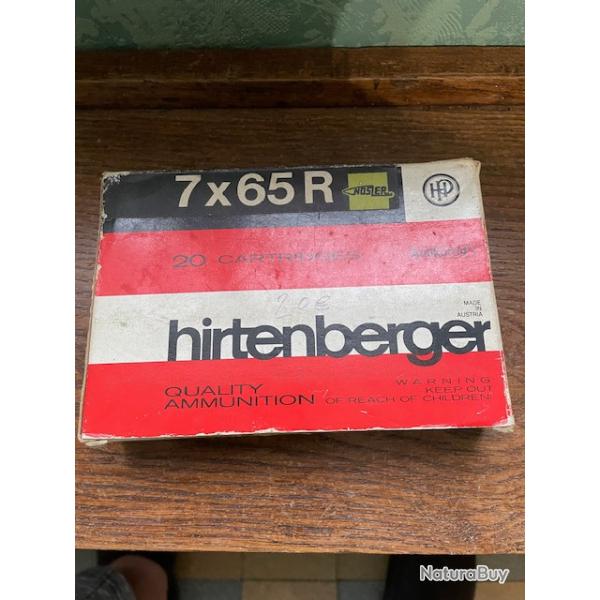 7x65R NOSLER HP
20 CARTRIDGES
20€
MADE
IN
AUSTRIA
hirtenberger
QUALITY
AMMUNITION
WARNING
KEEP OUT
OF REACH OF CHILDREN!
NaturaBuy